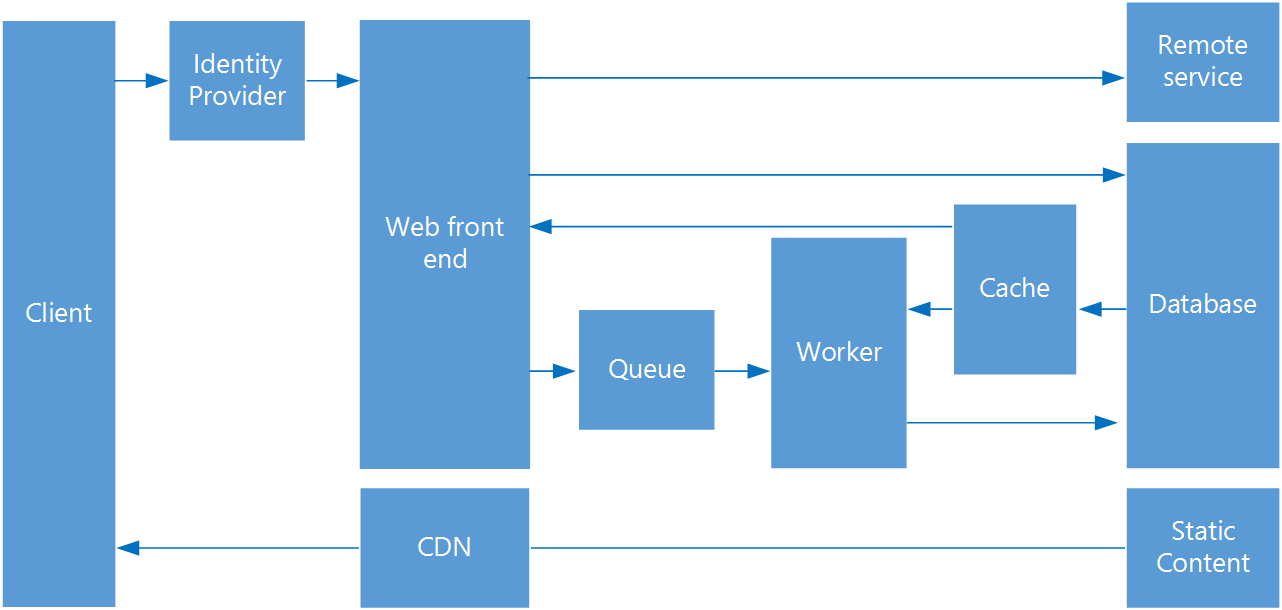 Identity
Provider
Remote
service
Web front
end
Client
Cache
Database
Worker
Queue
CDN
Static
Content